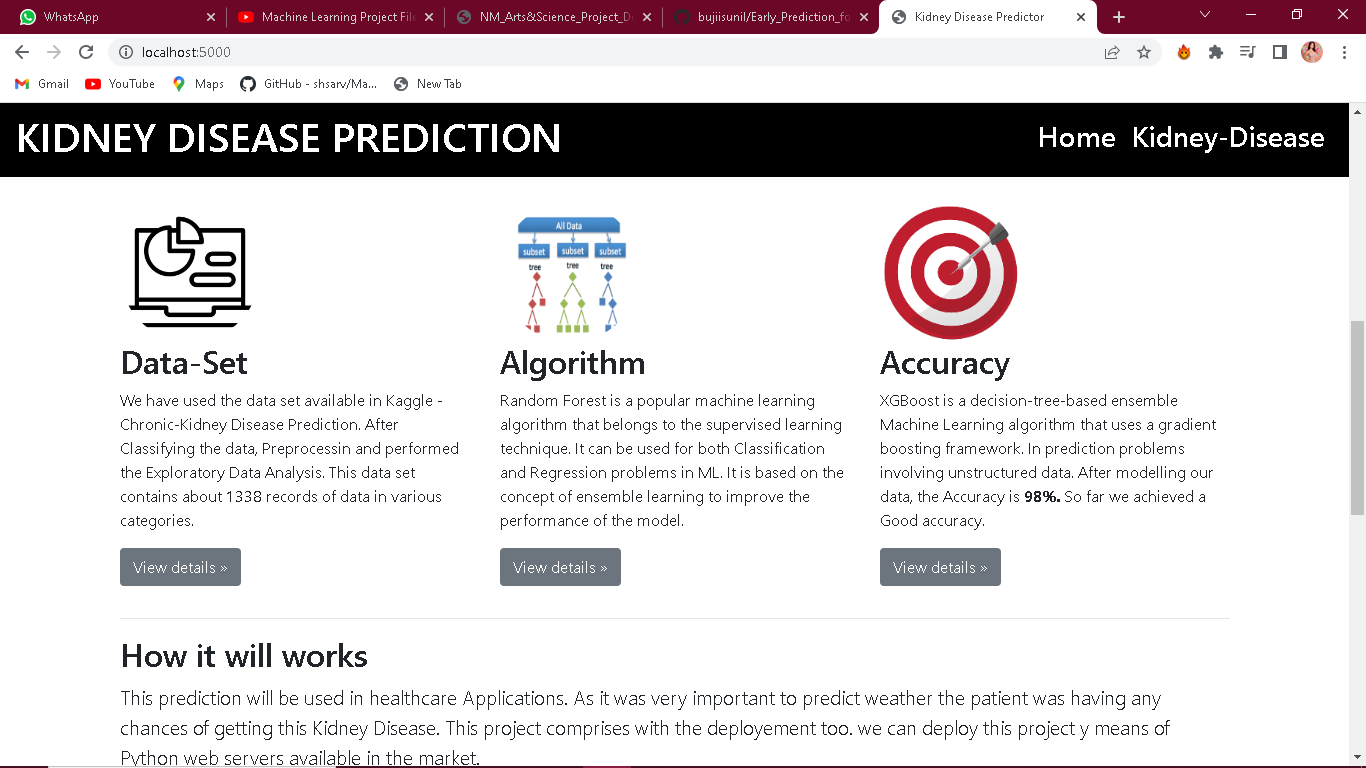 WhatsApp
Machine Learning Project File
NM_Arts&Science_Project_D
bujiisunil/Early_Prediction_fo
Kidney Disease Predictor
localhost:5000
Gmail
YouTube
Maps
GitHub - shsarv/Ma...
New Tab
KIDNEY DISEASE PREDICTION
Home Kidney-Disease
All Data
subset subset subset
tree tree tree
Data-Set
We have used the data set available in Kaggle -
Chronic-Kidney Disease Prediction. After
Classifying the data, Preprocessin and performed
the Exploratory Data Analysis. This data set
contains about 1338 records of data in various
categories.
View details »
Algorithm
Random Forest is a popular machine learning
algorithm that belongs to the supervised learning
technique. It can be used for both Classification
and Regression problems in ML. It is based on the
concept of ensemble learning to improve the
performance of the model.
View details »
Accuracy
XGBoost is a decision-tree-based ensemble
Machine Learning algorithm that uses a gradient
boosting framework. In prediction problems
involving unstructured data. After modelling our
data, the Accuracy is 98%. So far we achieved a
Good accuracy.
View details »
How it will works
This prediction will be used in healthcare Applications. As it was very important to predict weather the patient was having any
chances of getting this Kidney Disease. This project comprises with the deployement too. we can deploy this project y means of
Python web servers available in the market.